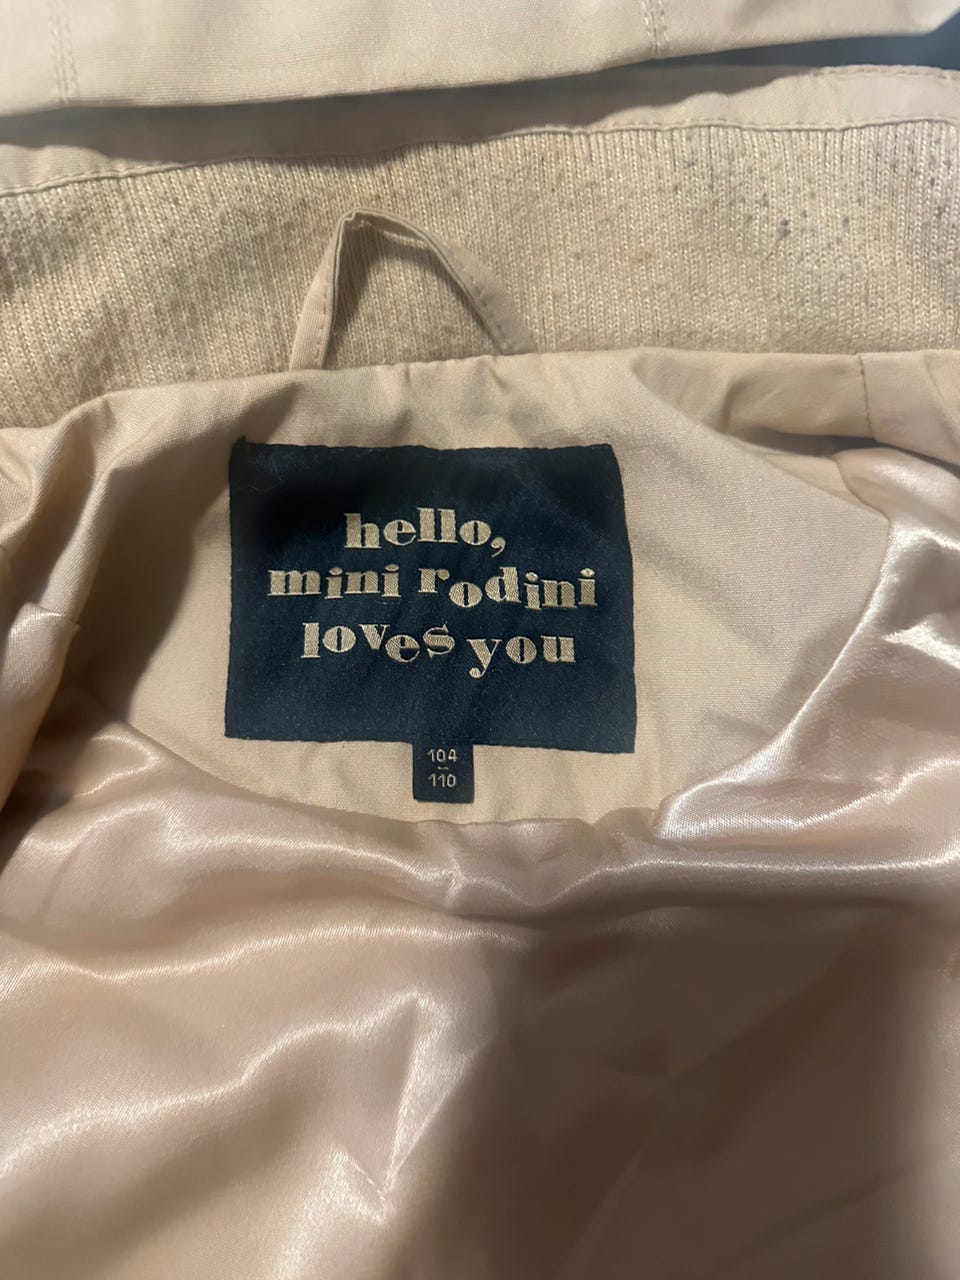 hello,
mini rodini
loves you
104
-
110